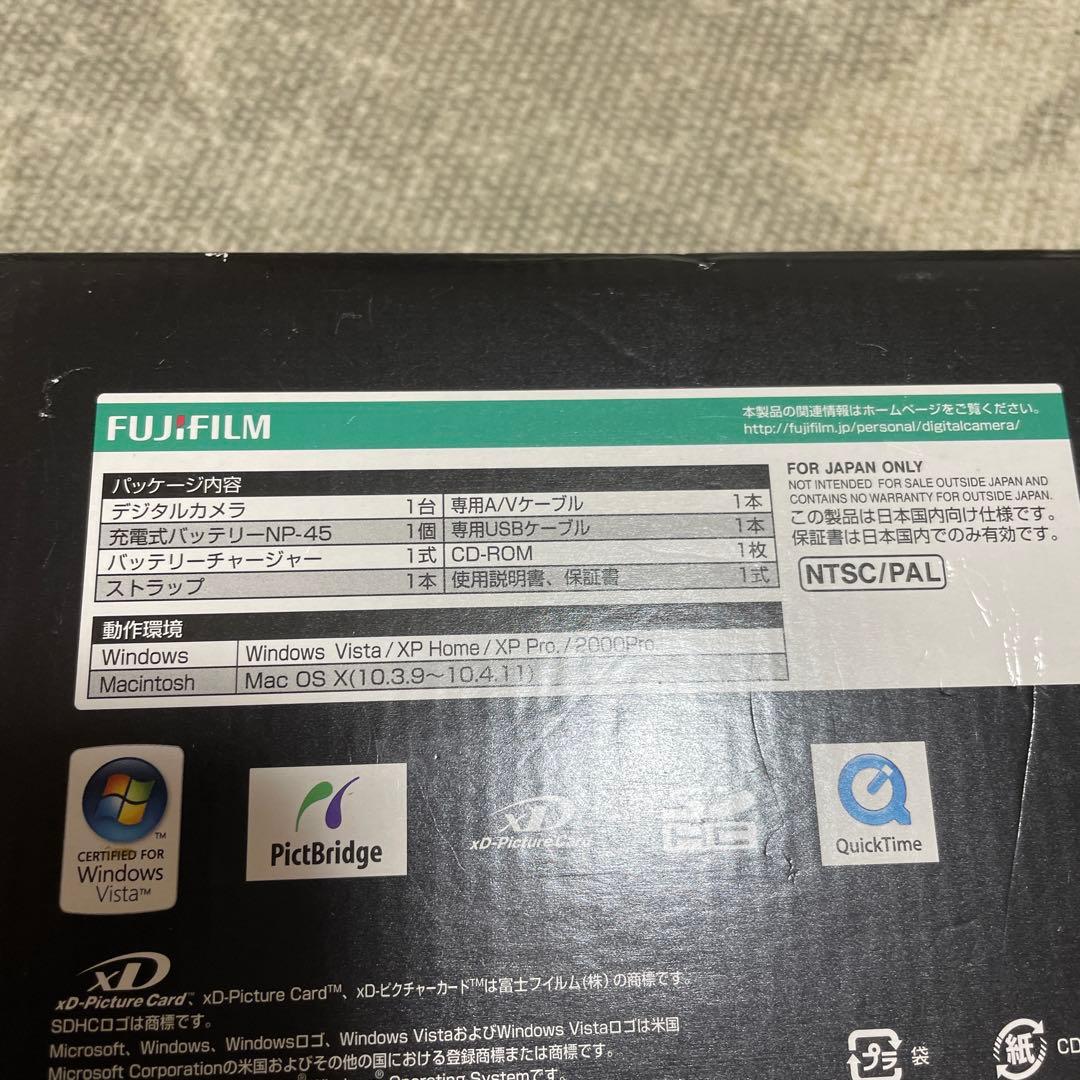 FUJIFILM
本製品の関連情報はホームページをご覧ください。
http://fujifilm.jp/personal/digitalcamera/
パッケージ内容
デジタルカメラ 1台 専用A/Vケーブル 1本
充電式バッテリーNP-45 1個 専用USBケーブル 1本
バッテリーチャージャー 1式 CD-ROM 1枚
ストラップ 1本 使用説明書、保証書 1式
FOR JAPAN ONLY
NOT INTENDED FOR SALE OUTSIDE JAPAN AND
CONTAINS NO WARRANTY FOR OUTSIDE JAPAN.
この製品は日本国内向け仕様です。
保証書は日本国内でのみ有効です。
NTSC/PAL
動作環境
Windows Windows Vista/XP Home/XP Pro./2000Pro.
Macintosh Mac OS X(10.3.9～10.4.11)
CERTIFIED FOR
Windows
Vista™
PictBridge
xD
xD-Picture Card
QuickTime
xD
xD-Picture Card™、xD-Picture Card™、xD-ピクチャーカード™は富士フイルム(株)の商標です。
SDHCロゴは商標です。
Microsoft、Windows、Windowsロゴ、Windows VistaおよびWindows Vistaロゴは米国
Microsoft Corporationの米国およびその他の国における登録商標または商標です。
® Windows® Operating Systemです。
プラ 袋
紙 CD